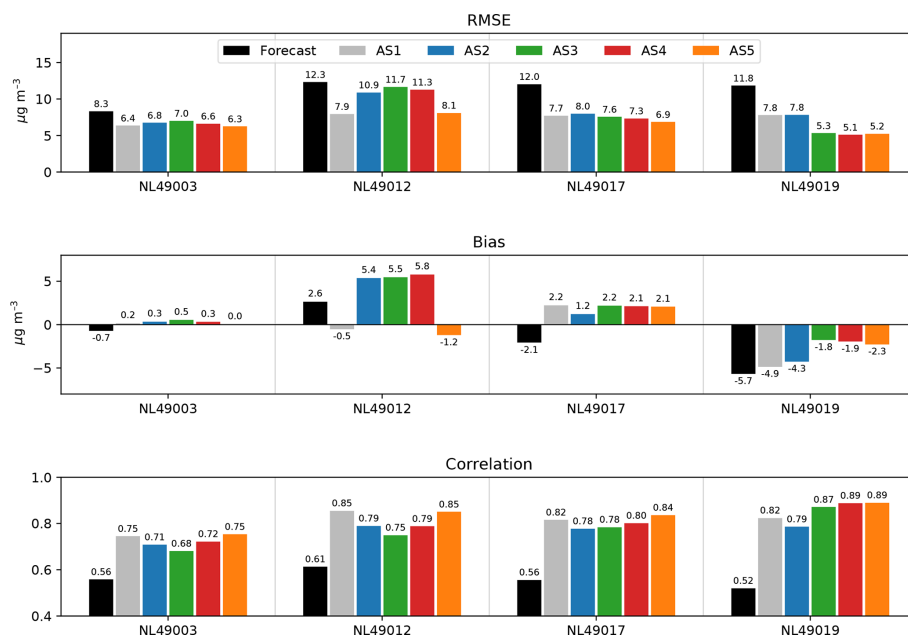 RMSE
Forecast AS1 AS2 AS3 AS4 AS5
μg m⁻³
15
10
5
0
8.3 6.4 6.8 7.0 6.6 6.3
12.3 7.9 10.9 11.7 11.3 8.1
12.0 7.7 8.0 7.6 7.3 6.9
11.8 7.8 7.8 5.3 5.1 5.2
NL49003 NL49012 NL49017 NL49019
Bias
μg m⁻³
5
0
−5
-0.7 0.2 0.3 0.5 0.3 0.0
2.6 -0.5 5.4 5.5 5.8 -1.2
-2.1 2.2 1.2 2.2 2.1 2.1
-5.7 -4.9 -4.3 -1.8 -1.9 -2.3
NL49003 NL49012 NL49017 NL49019
Correlation
1.0
0.8
0.6
0.4
0.56 0.75 0.71 0.68 0.72 0.75
0.61 0.85 0.79 0.75 0.79 0.85
0.56 0.82 0.78 0.78 0.80 0.84
0.52 0.82 0.79 0.87 0.89 0.89
NL49003 NL49012 NL49017 NL49019